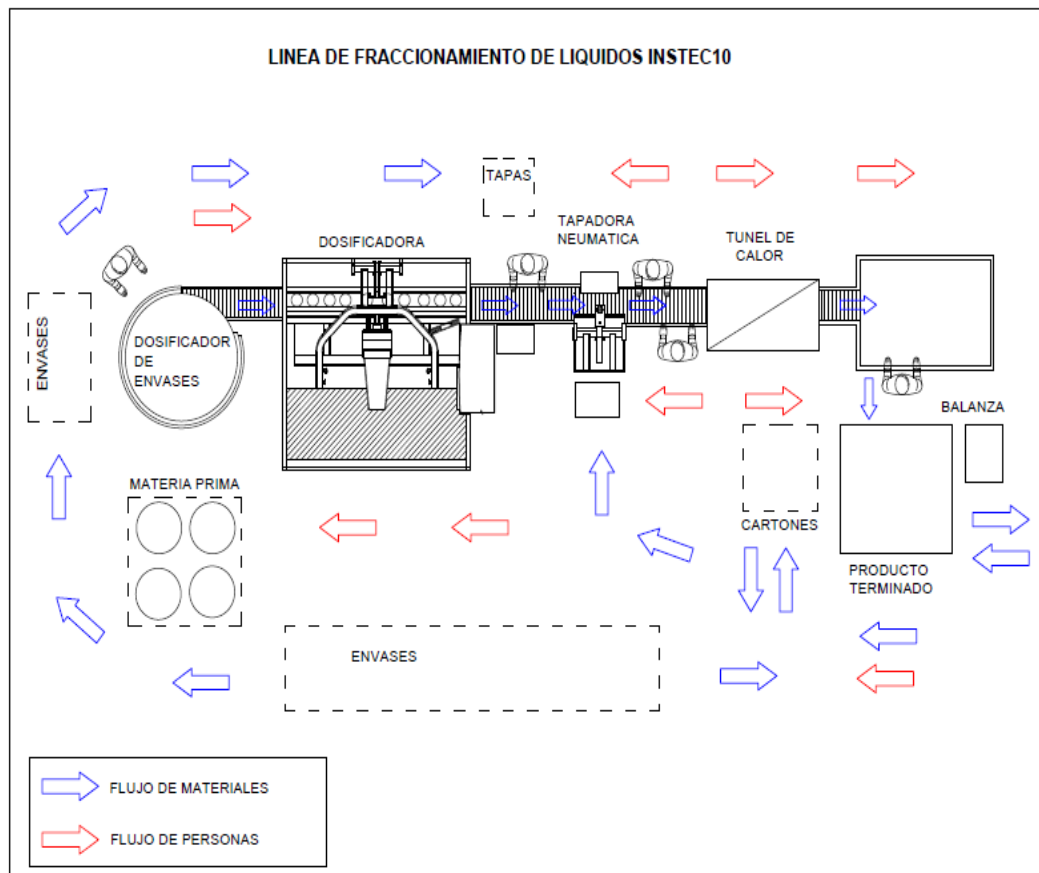 LINEA DE FRACCIONAMIENTO DE LIQUIDOS INSTEC10
TAPAS
TAPADORA
NEUMATICA
TUNEL DE
CALOR
DOSIFICADORA
ENVASES
DOSIFICADOR
DE
ENVASES
BALANZA
MATERIA PRIMA
CARTONES
PRODUCTO
TERMINADO
ENVASES
FLUJO DE MATERIALES
FLUJO DE PERSONAS